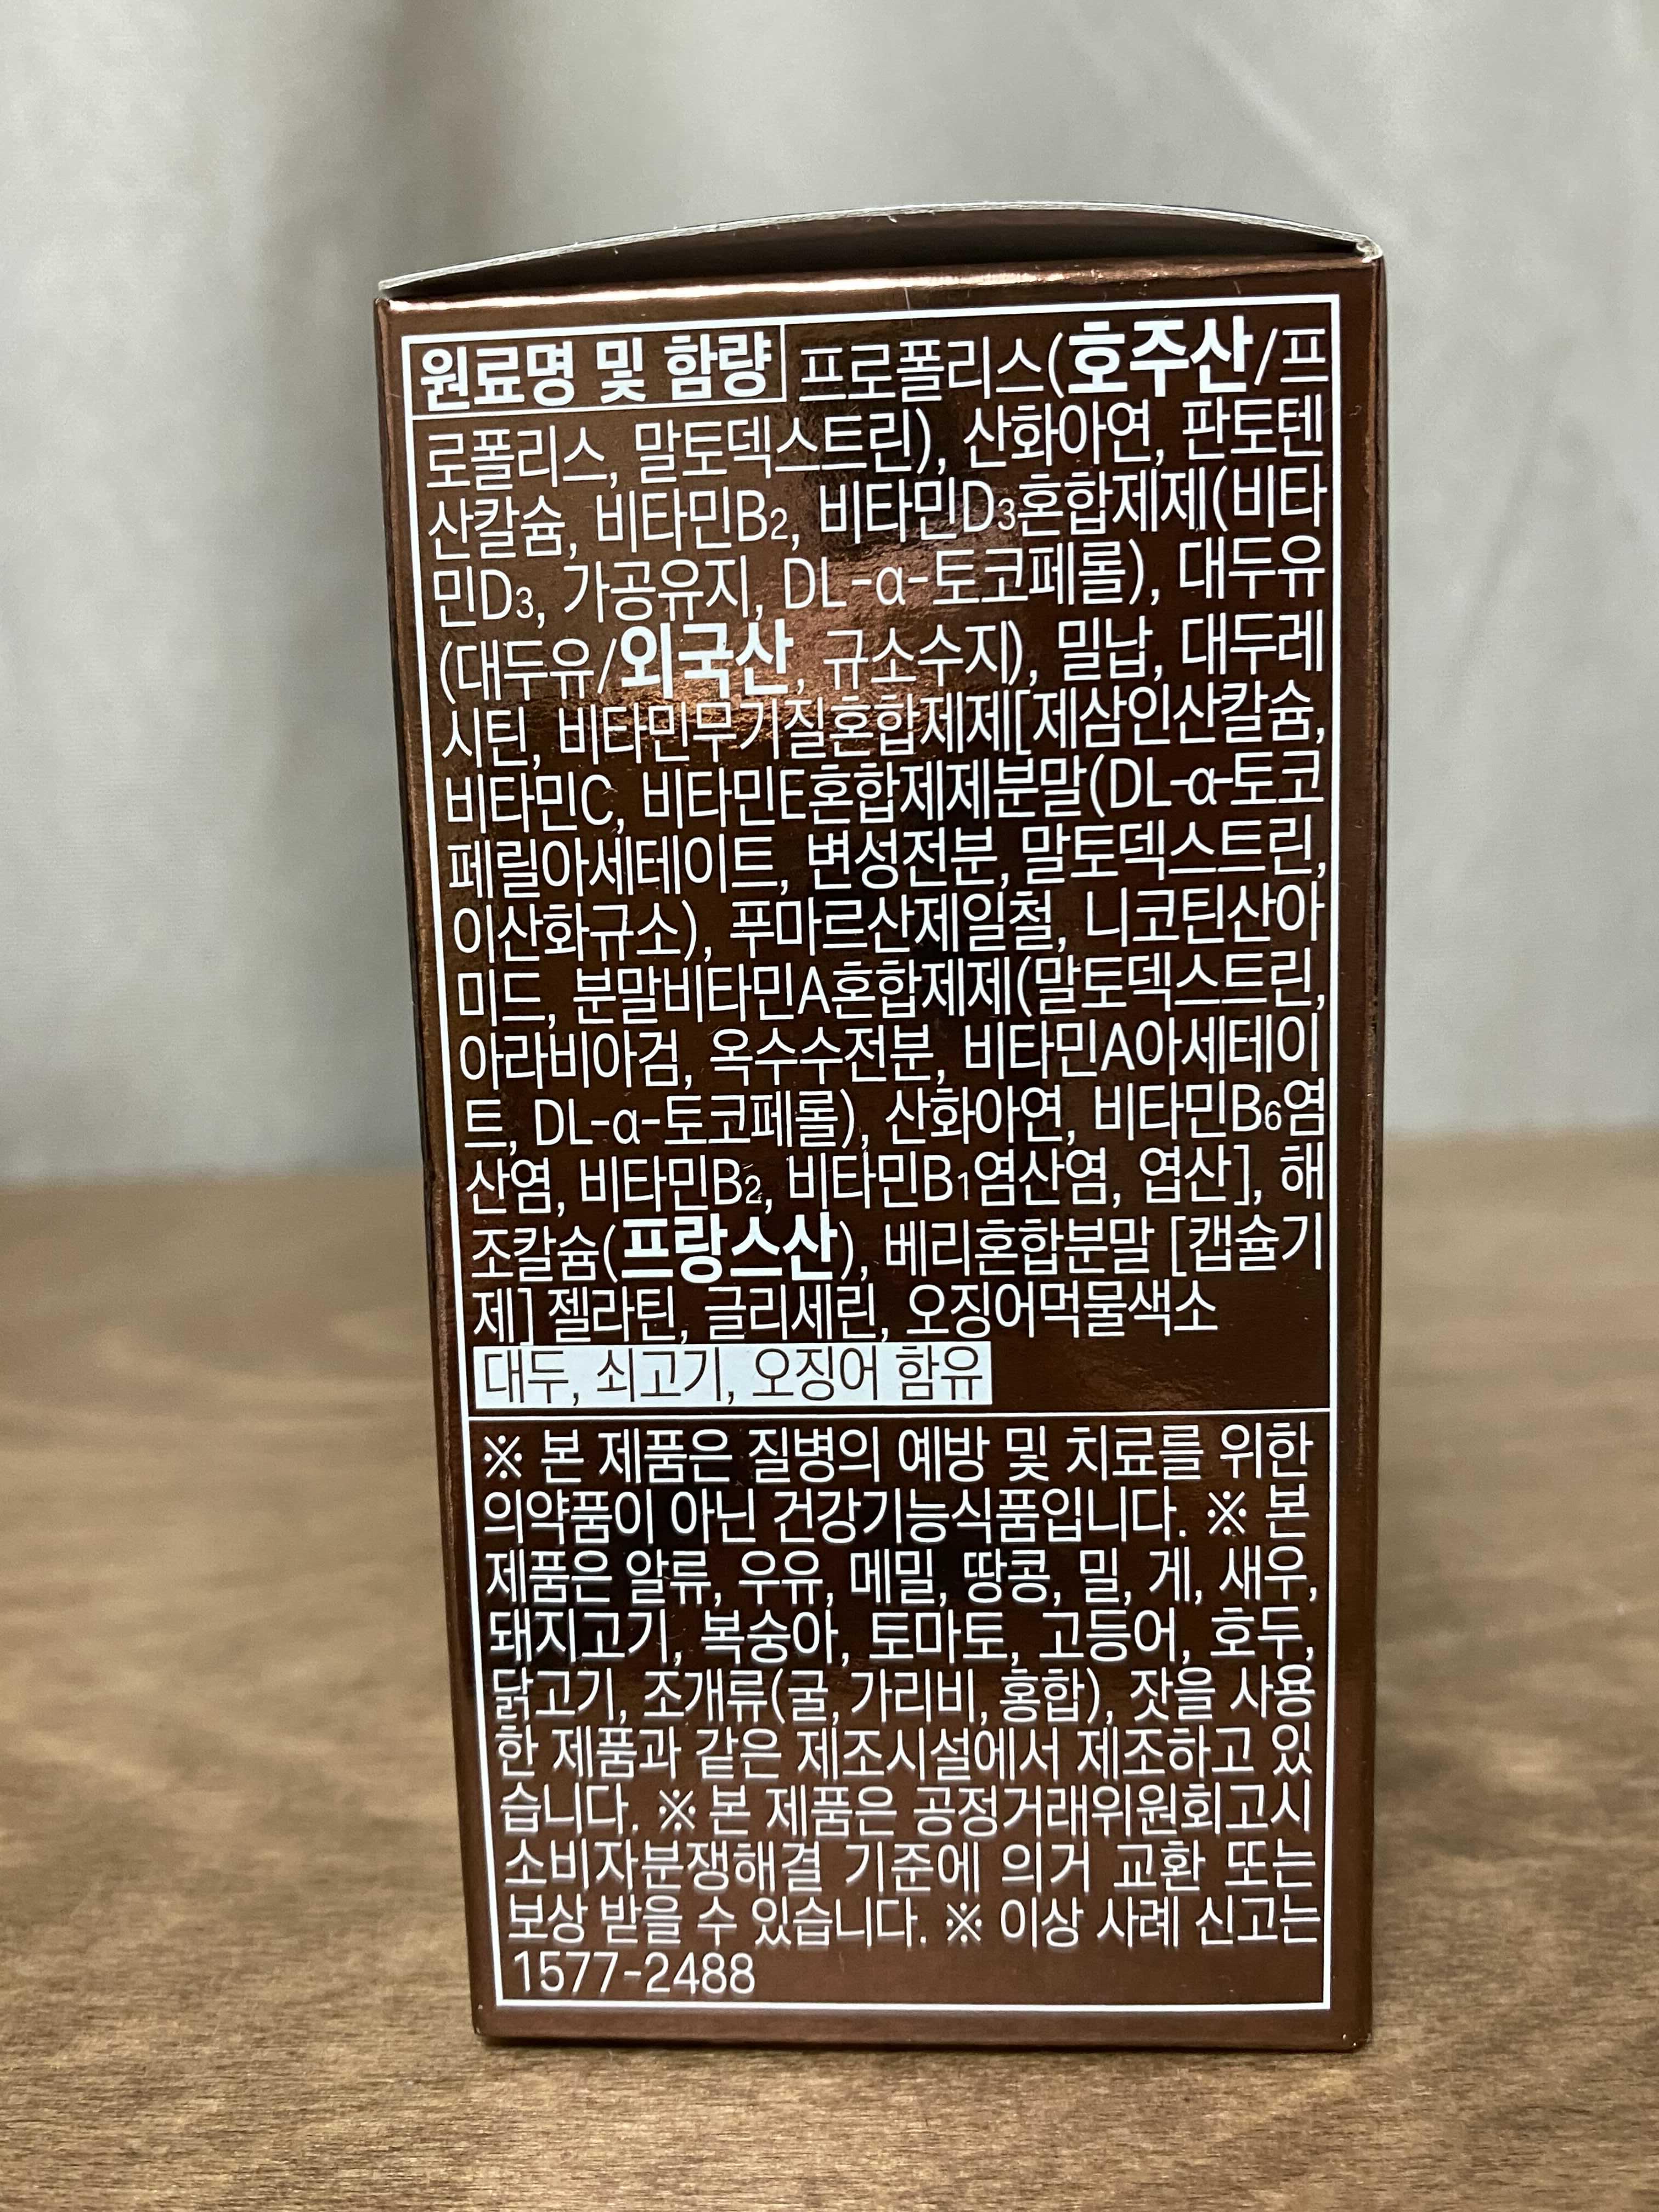 원료명 및 함량 프로폴리스(호주산/프
로폴리스, 말토덱스트린), 산화아연, 판토텐
산칼슘, 비타민B2, 비타민D3혼합제제(비타
민D3, 가공유지, DL-α-토코페롤), 대두유
(대두유/외국산, 규소수지), 밀납, 대두레
시틴, 비타민무기질혼합제제[제삼인산칼슘,
비타민C, 비타민E혼합제제분말(DL-α-토코
페릴아세테이트, 변성전분, 말토덱스트린,
이산화규소), 푸마르산제일철, 니코틴산아
미드, 분말비타민A혼합제제(말토덱스트린,
아라비아검, 옥수수전분, 비타민A아세테이
트, DL-α-토코페롤), 산화아연, 비타민B6염
산염, 비타민B2, 비타민B1염산염, 엽산], 해
조칼슘(프랑스산), 베리혼합분말 [캡슐기
제] 젤라틴, 글리세린, 오징어먹물색소
대두, 쇠고기, 오징어 함유
※ 본 제품은 질병의 예방 및 치료를 위한
의약품이 아닌 건강기능식품입니다. ※ 본
제품은 알류, 우유, 메밀, 땅콩, 밀, 게, 새우,
돼지고기, 복숭아, 토마토, 고등어, 호두,
닭고기, 조개류(굴, 가리비, 홍합), 잣을 사용
한 제품과 같은 제조시설에서 제조하고 있
습니다. ※ 본 제품은 공정거래위원회고시
소비자분쟁해결 기준에 의거 교환 또는
보상 받을 수 있습니다. ※ 이상 사례 신고는
1577-2488